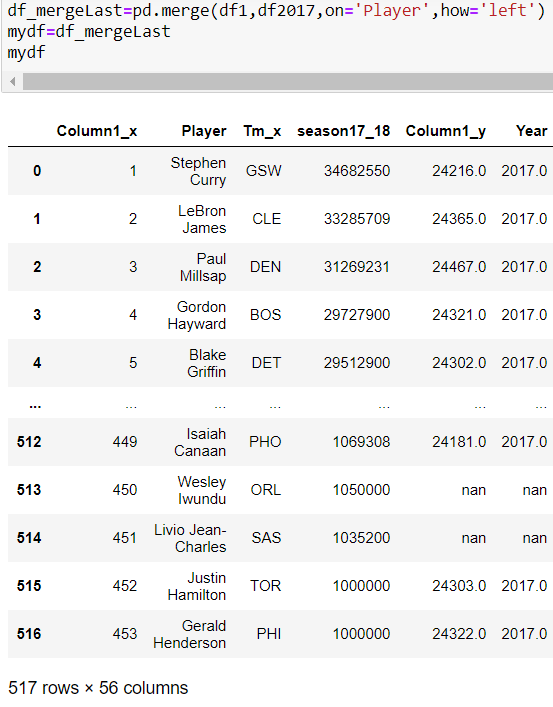 df_mergeLast=pd.merge(df1,df2017,on='Player',how='left')
mydf=df_mergeLast
mydf
Column1_x Player Tm_x season17_18 Column1_y Year
0 1 Stephen Curry GSW 34682550 24216.0 2017.0
1 2 LeBron James CLE 33285709 24365.0 2017.0
2 3 Paul Millsap DEN 31269231 24467.0 2017.0
3 4 Gordon Hayward BOS 29727900 24321.0 2017.0
4 5 Blake Griffin DET 29512900 24302.0 2017.0
... ... ... ... ... ... ...
512 449 Isaiah Canaan PHO 1069308 24181.0 2017.0
513 450 Wesley Iwundu ORL 1050000 nan nan
514 451 Livio Jean-Charles SAS 1035200 nan nan
515 452 Justin Hamilton TOR 1000000 24303.0 2017.0
516 453 Gerald Henderson PHI 1000000 24322.0 2017.0
517 rows × 56 columns